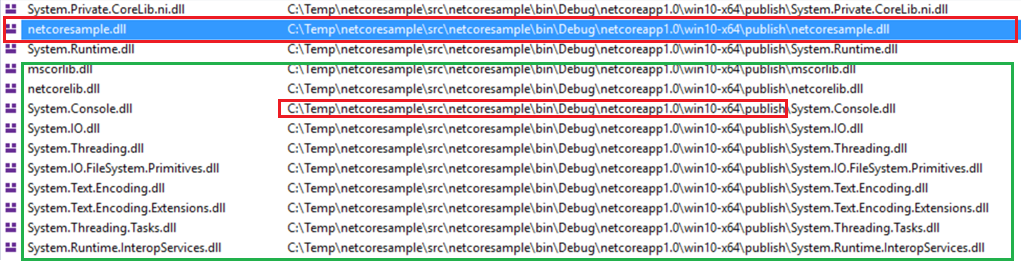 System.Private.CoreLib.ni.dll C:\Temp\netcoresample\src\netcoresample\bin\Debug\netcoreapp1.0\win10-x64\publish\System.Private.CoreLib.ni.dll
netcoresample.dll C:\Temp\netcoresample\src\netcoresample\bin\Debug\netcoreapp1.0\win10-x64\publish\netcoresample.dll
System.Runtime.dll C:\Temp\netcoresample\src\netcoresample\bin\Debug\netcoreapp1.0\win10-x64\publish\System.Runtime.dll
mscorlib.dll C:\Temp\netcoresample\src\netcoresample\bin\Debug\netcoreapp1.0\win10-x64\publish\mscorlib.dll
netcorelib.dll C:\Temp\netcoresample\src\netcoresample\bin\Debug\netcoreapp1.0\win10-x64\publish\netcorelib.dll
System.Console.dll C:\Temp\netcoresample\src\netcoresample\bin\Debug\netcoreapp1.0\win10-x64\publish\System.Console.dll
System.IO.dll C:\Temp\netcoresample\src\netcoresample\bin\Debug\netcoreapp1.0\win10-x64\publish\System.IO.dll
System.Threading.dll C:\Temp\netcoresample\src\netcoresample\bin\Debug\netcoreapp1.0\win10-x64\publish\System.Threading.dll
System.IO.FileSystem.Primitives.dll C:\Temp\netcoresample\src\netcoresample\bin\Debug\netcoreapp1.0\win10-x64\publish\System.IO.FileSystem.Primitives.dll
System.Text.Encoding.dll C:\Temp\netcoresample\src\netcoresample\bin\Debug\netcoreapp1.0\win10-x64\publish\System.Text.Encoding.dll
System.Text.Encoding.Extensions.dll C:\Temp\netcoresample\src\netcoresample\bin\Debug\netcoreapp1.0\win10-x64\publish\System.Text.Encoding.Extensions.dll
System.Threading.Tasks.dll C:\Temp\netcoresample\src\netcoresample\bin\Debug\netcoreapp1.0\win10-x64\publish\System.Threading.Tasks.dll
System.Runtime.InteropServices.dll C:\Temp\netcoresample\src\netcoresample\bin\Debug\netcoreapp1.0\win10-x64\publish\System.Runtime.InteropServices.dll